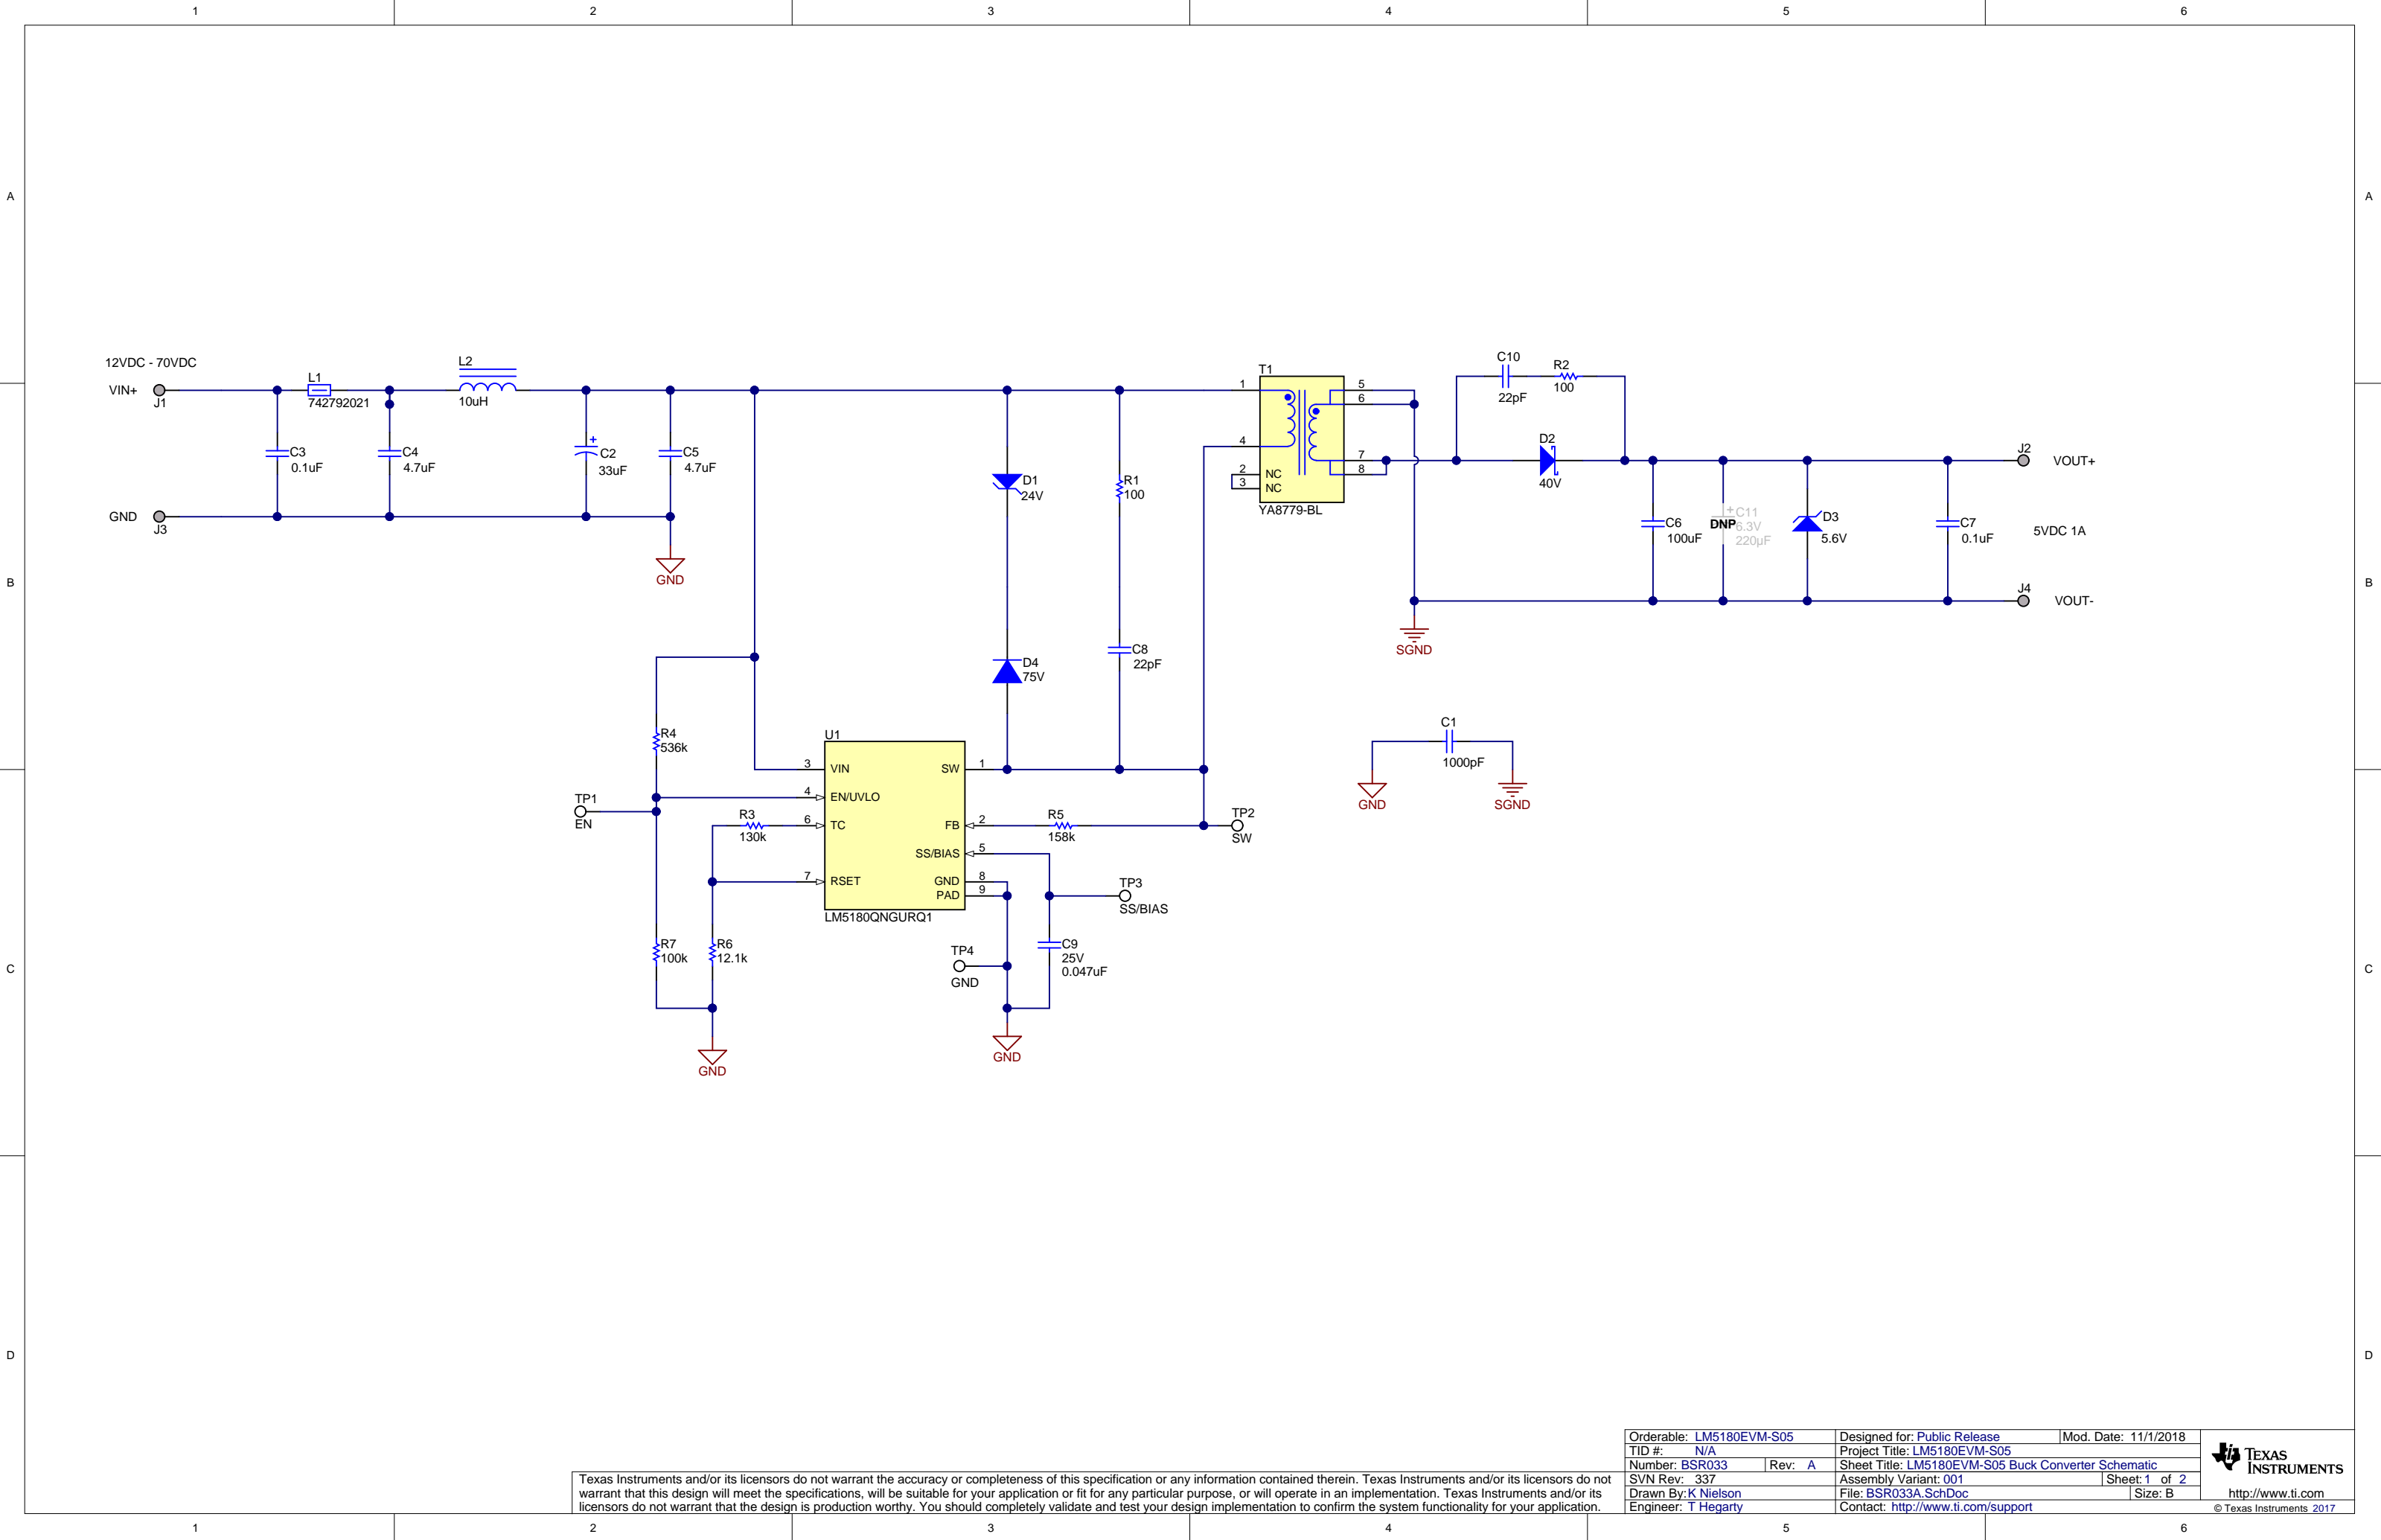 1 2 3 4 5 6
A A
12VDC - 70VDC
VIN+
J1
L1
742792021
L2
10uH
C3
0.1uF
C4
4.7uF
C2
+
33uF
C5
4.7uF
GND
J3
GND
D1
24V
R1
100
D4
75V
C8
22pF
T1
1
4
2 NC
3 NC
5
6
7
8
YA8779-BL
C10
22pF
R2
100
D2
40V
J2
VOUT+
C6
100uF
DNP
+
C11
6.3V
220µF
D3
5.6V
C7
0.1uF
5VDC 1A
B B
J4
VOUT-
SGND
C1
1000pF
GND
SGND
R4
536k
TP1
EN
R3
130k
U1
3 VIN
4 EN/UVLO
6 TC
7 RSET
SW 1
FB 2
SS/BIAS 5
GND 8
PAD 9
LM5180QNGURQ1
R5
158k
TP2
SW
TP3
SS/BIAS
R7
100k
R6
12.1k
TP4
GND
C9
25V
0.047uF
C C
GND
GND
D D
Texas Instruments and/or its licensors do not warrant the accuracy or completeness of this specification or any information contained therein. Texas Instruments and/or its licensors do not
warrant that this design will meet the specifications, will be suitable for your application or fit for any particular purpose, or will operate in an implementation. Texas Instruments and/or its
licensors do not warrant that the design is production worthy. You should completely validate and test your design implementation to confirm the system functionality for your application.
Orderable: LM5180EVM-S05 Designed for: Public Release Mod. Date: 11/1/2018
TID #: N/A Project Title: LM5180EVM-S05
Number: BSR033 Rev: A Sheet Title: LM5180EVM-S05 Buck Converter Schematic
SVN Rev: 337 Assembly Variant: 001 Sheet: 1 of 2
Drawn By: K Nielson File: BSR033A.SchDoc Size: B
Engineer: T Hegarty Contact: http://www.ti.com/support
TEXAS
INSTRUMENTS
http://www.ti.com
© Texas Instruments 2017
1 2 3 4 5 6